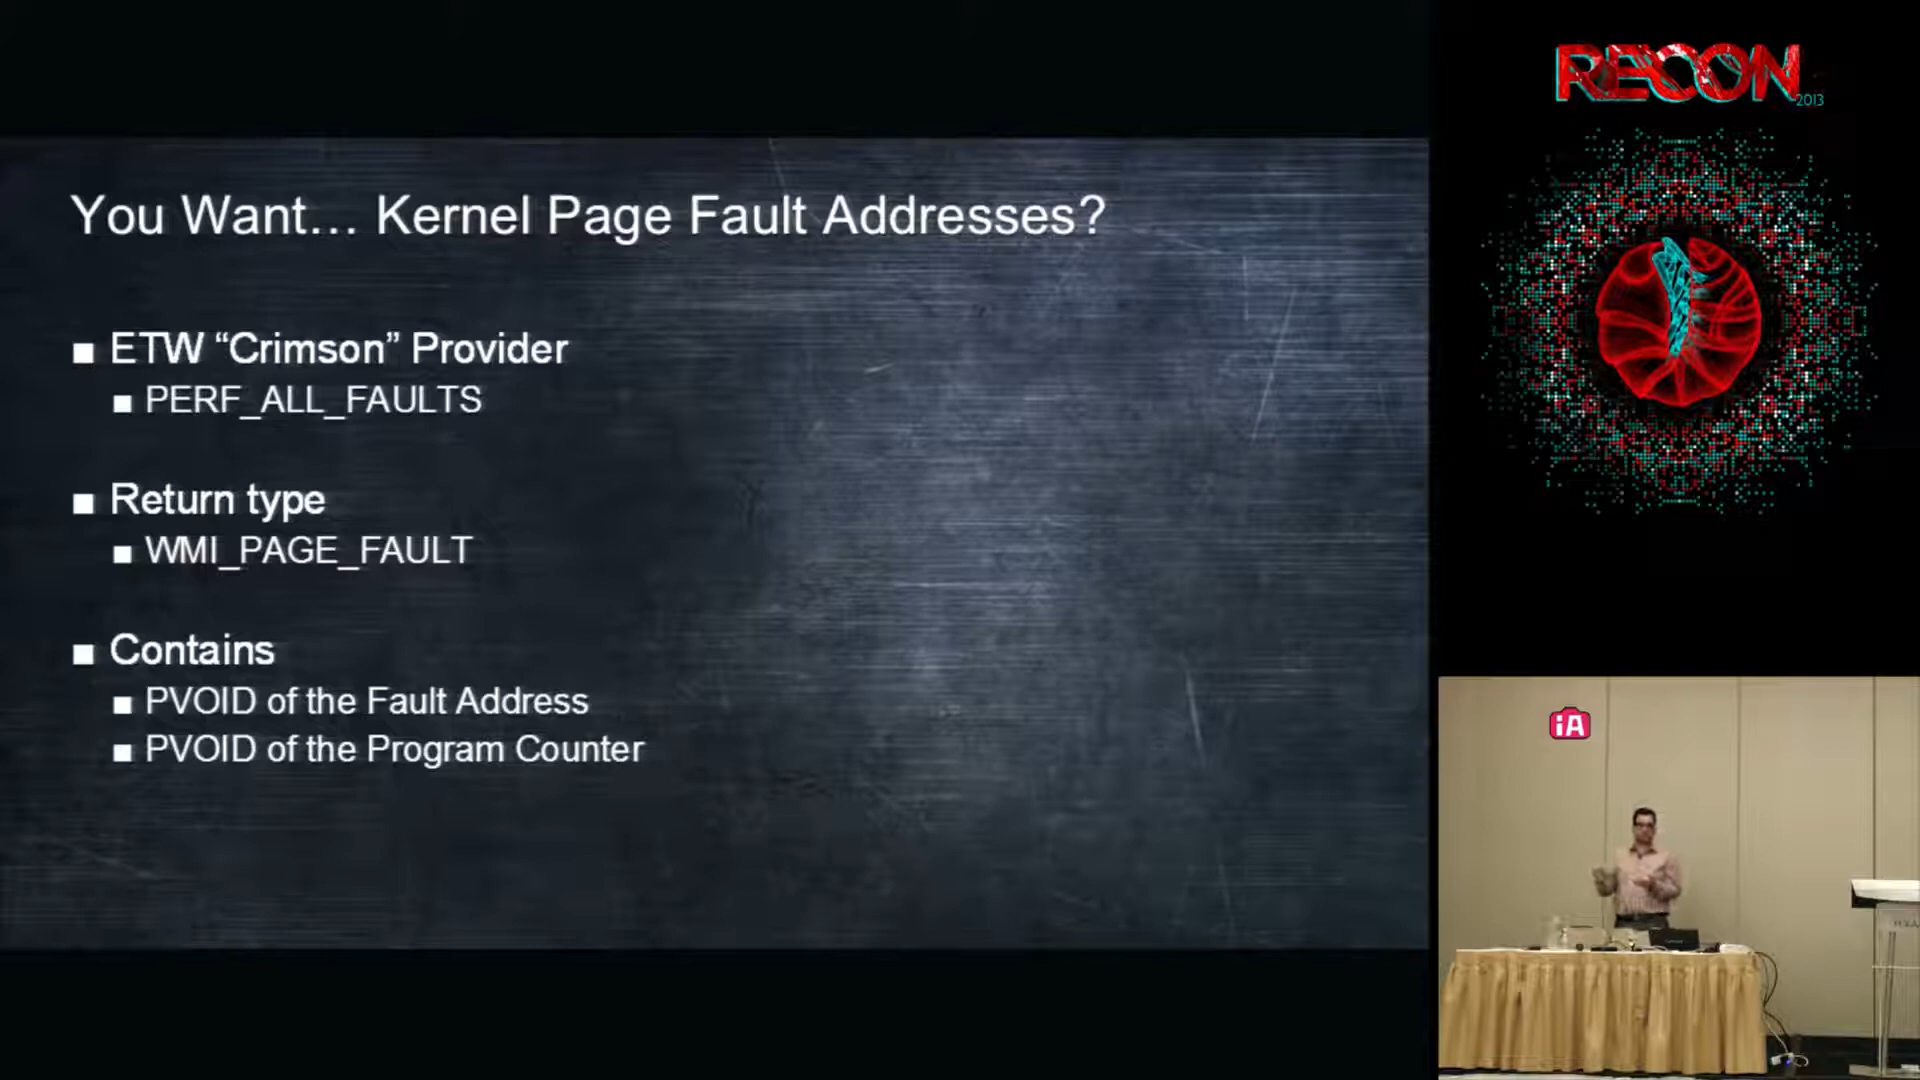 You Want... Kernel Page Fault Addresses?
■ ETW “Crimson” Provider
■ PERF_ALL_FAULTS
■ Return type
■ WMI_PAGE_FAULT
■ Contains
■ PVOID of the Fault Address
■ PVOID of the Program Counter
RECON
2013
iA